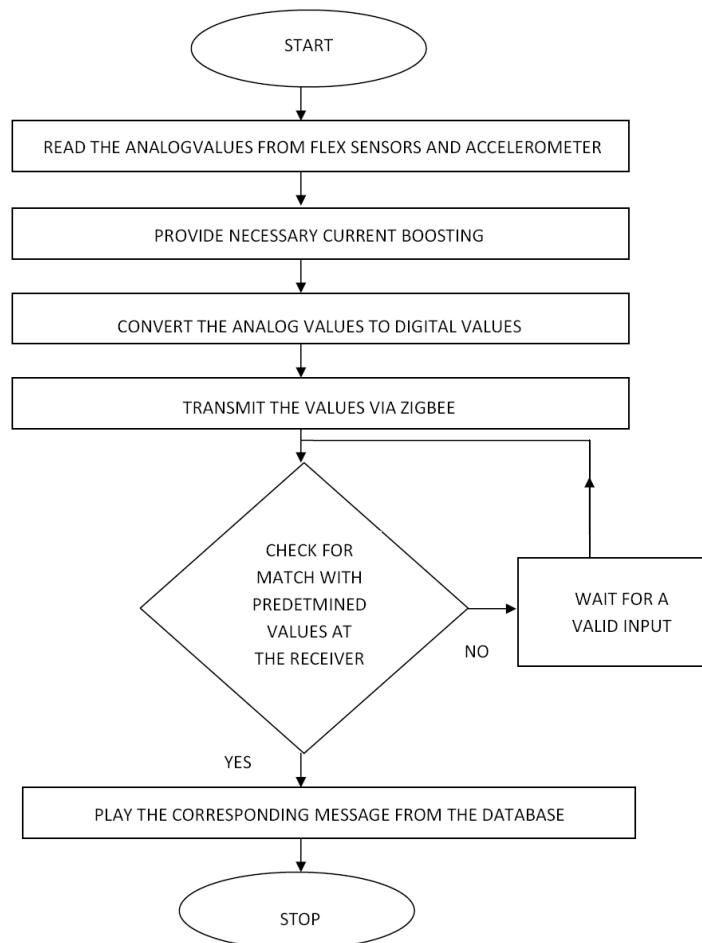 START
READ THE ANALOGVALUES FROM FLEX SENSORS AND ACCELEROMETER
PROVIDE NECESSARY CURRENT BOOSTING
CONVERT THE ANALOG VALUES TO DIGITAL VALUES
TRANSMIT THE VALUES VIA ZIGBEE
CHECK FOR
MATCH WITH
PREDETMINED
VALUES AT
THE RECEIVER
WAIT FOR A
VALID INPUT
NO
YES
PLAY THE CORRESPONDING MESSAGE FROM THE DATABASE
STOP